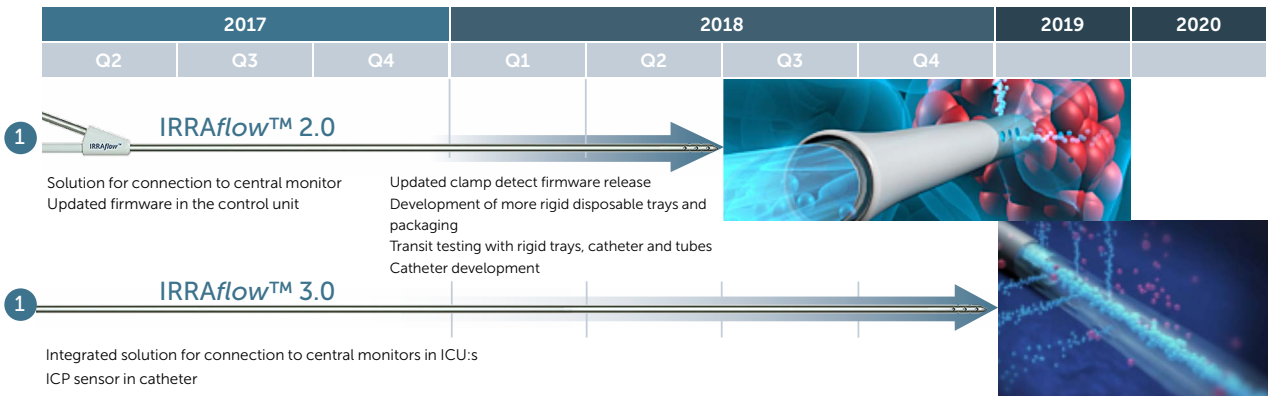 2017 2018 2019 2020
Q2 Q3 Q4 Q1 Q2 Q3 Q4
1
IRRAflow™ 2.0
IRRAflow™
Solution for connection to central monitor
Updated firmware in the control unit
Updated clamp detect firmware release
Development of more rigid disposable trays and
packaging
Transit testing with rigid trays, catheter and tubes
Catheter development
1
IRRAflow™ 3.0
Integrated solution for connection to central monitors in ICU:s
ICP sensor in catheter